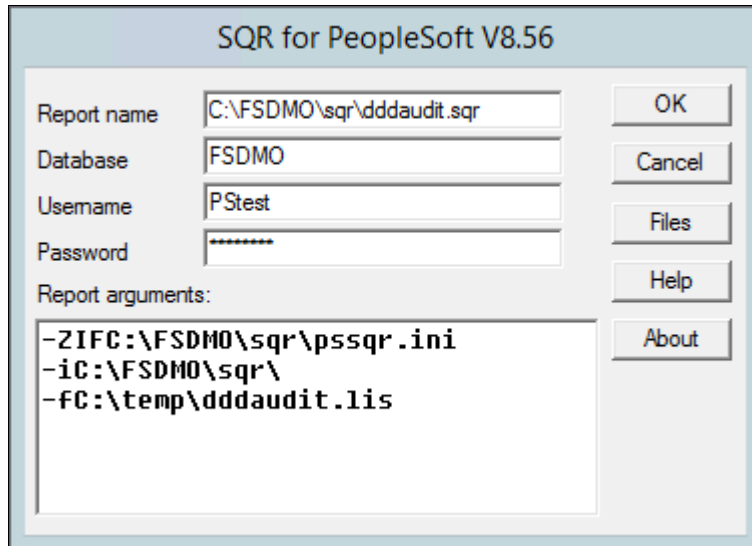 SQR for PeopleSoft V8.56
Report name C:\FSDMO\sqr\dddaudit.sqr OK
Database FSDMO Cancel
Username PStest
Files
Password ********
Help
Report arguments:
-ZIFC:\FSDMO\sqr\pssqr.ini About
-iC:\FSDMO\sqr\
-fC:\temp\dddaudit.lis